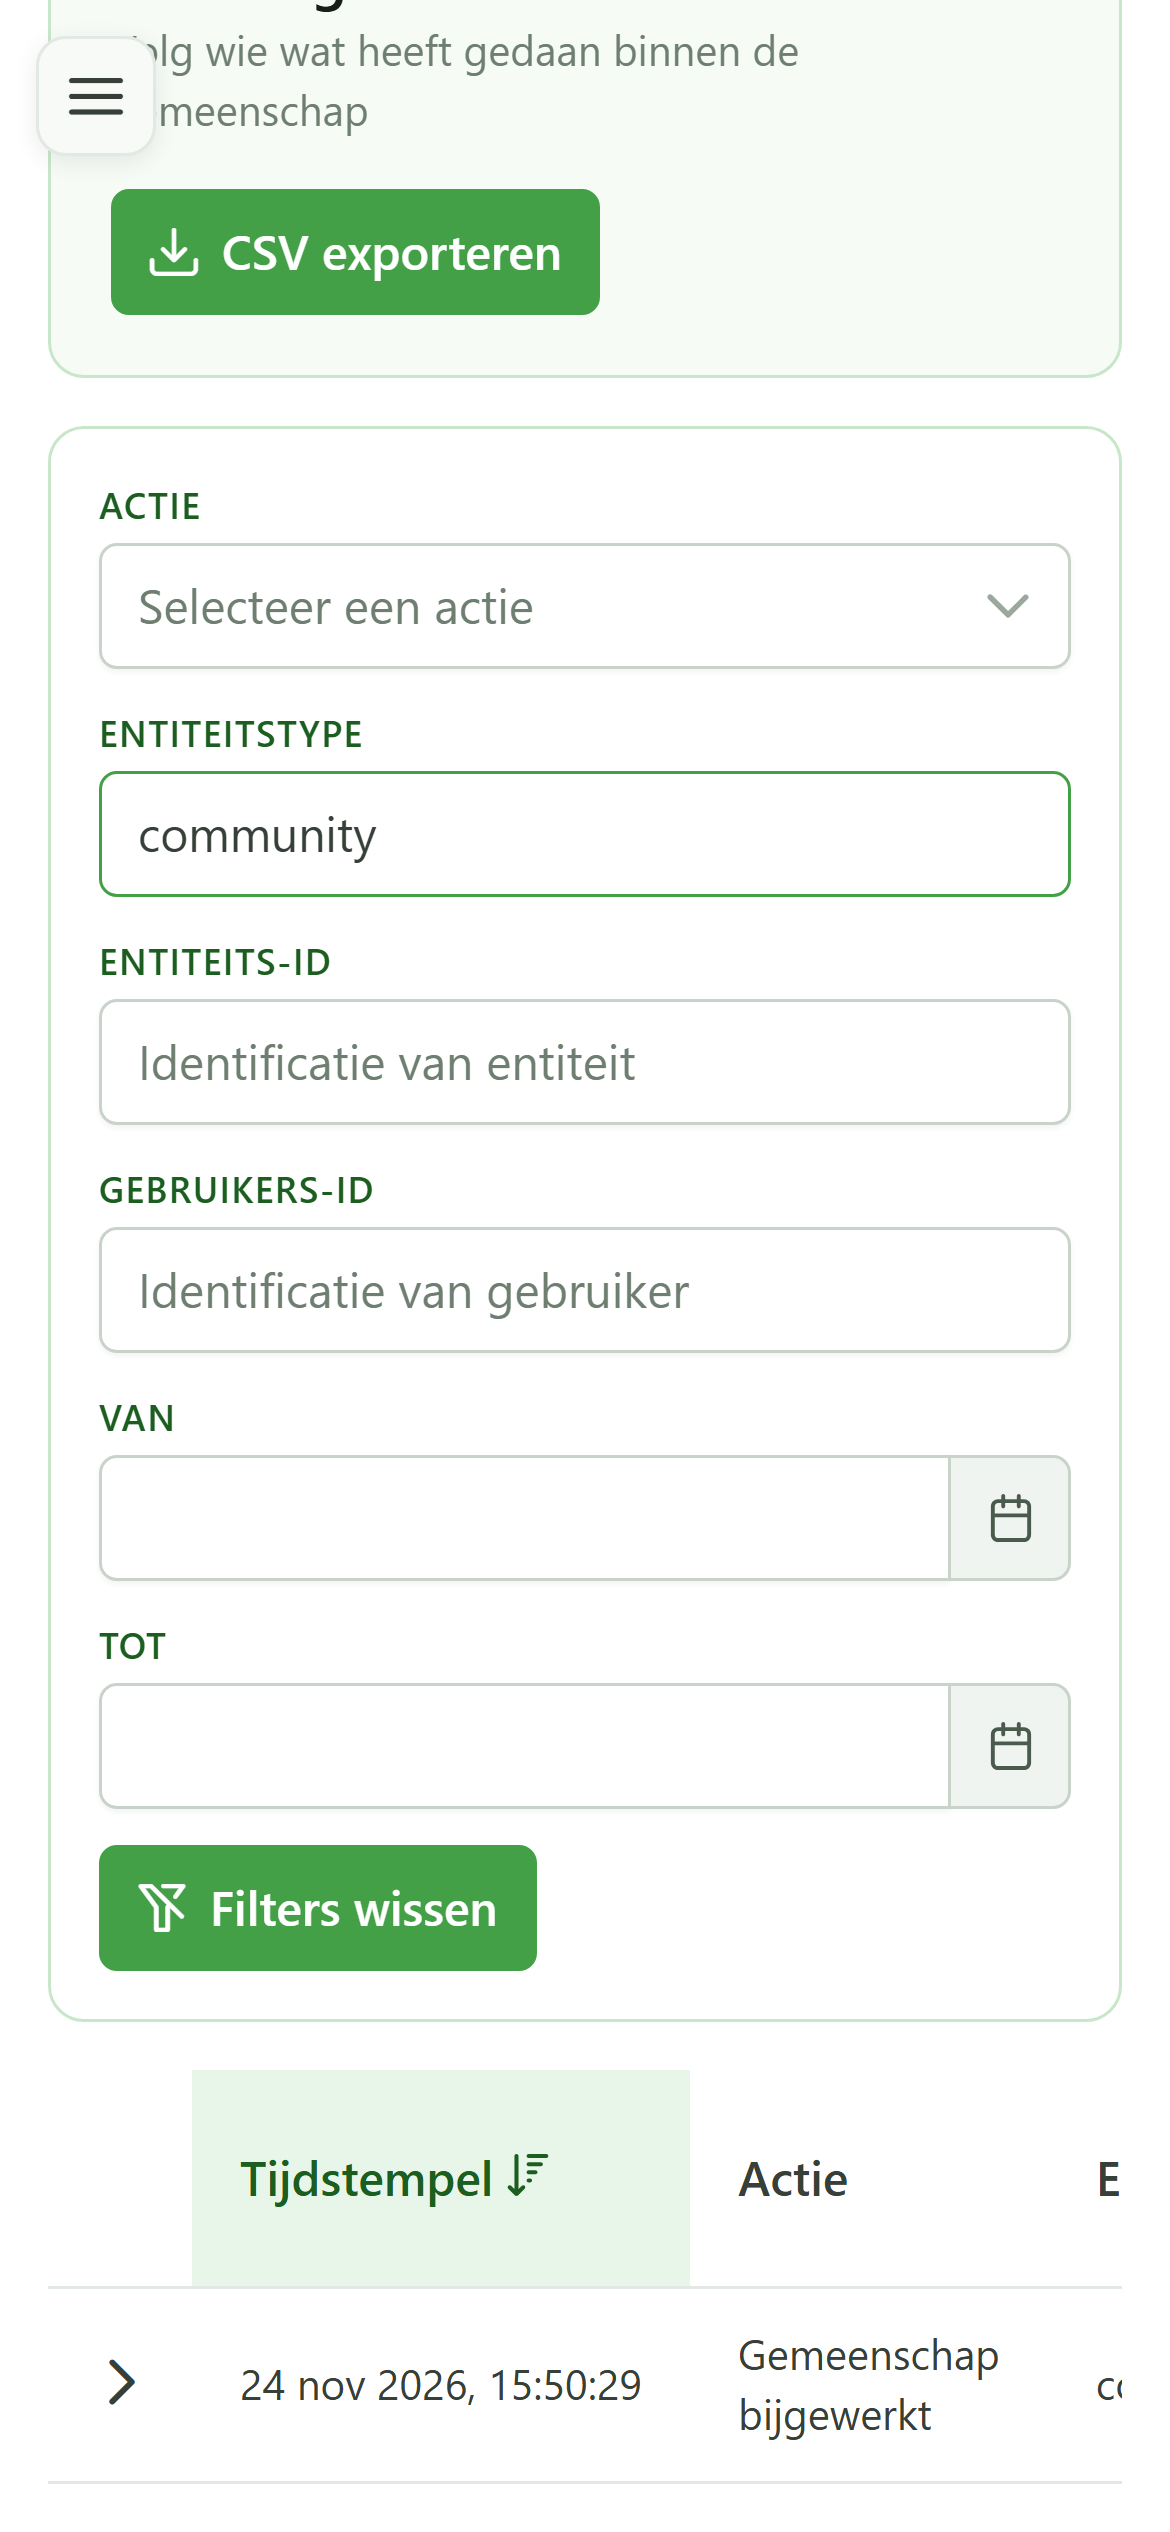 wie wat heeft gedaan binnen de
CSV exporteren
ACTIE
Selecteer een actie
ENTITEITSTYPE
community
ENTITEITS-ID
Identificatie van entiteit
GEBRUIKERS-ID
Identificatie van gebruiker
VAN
TOT
Filters wissen
Tijdstempel Actie E
24 nov 2026, 15:50:29 Gemeenschap
bijgewerkt